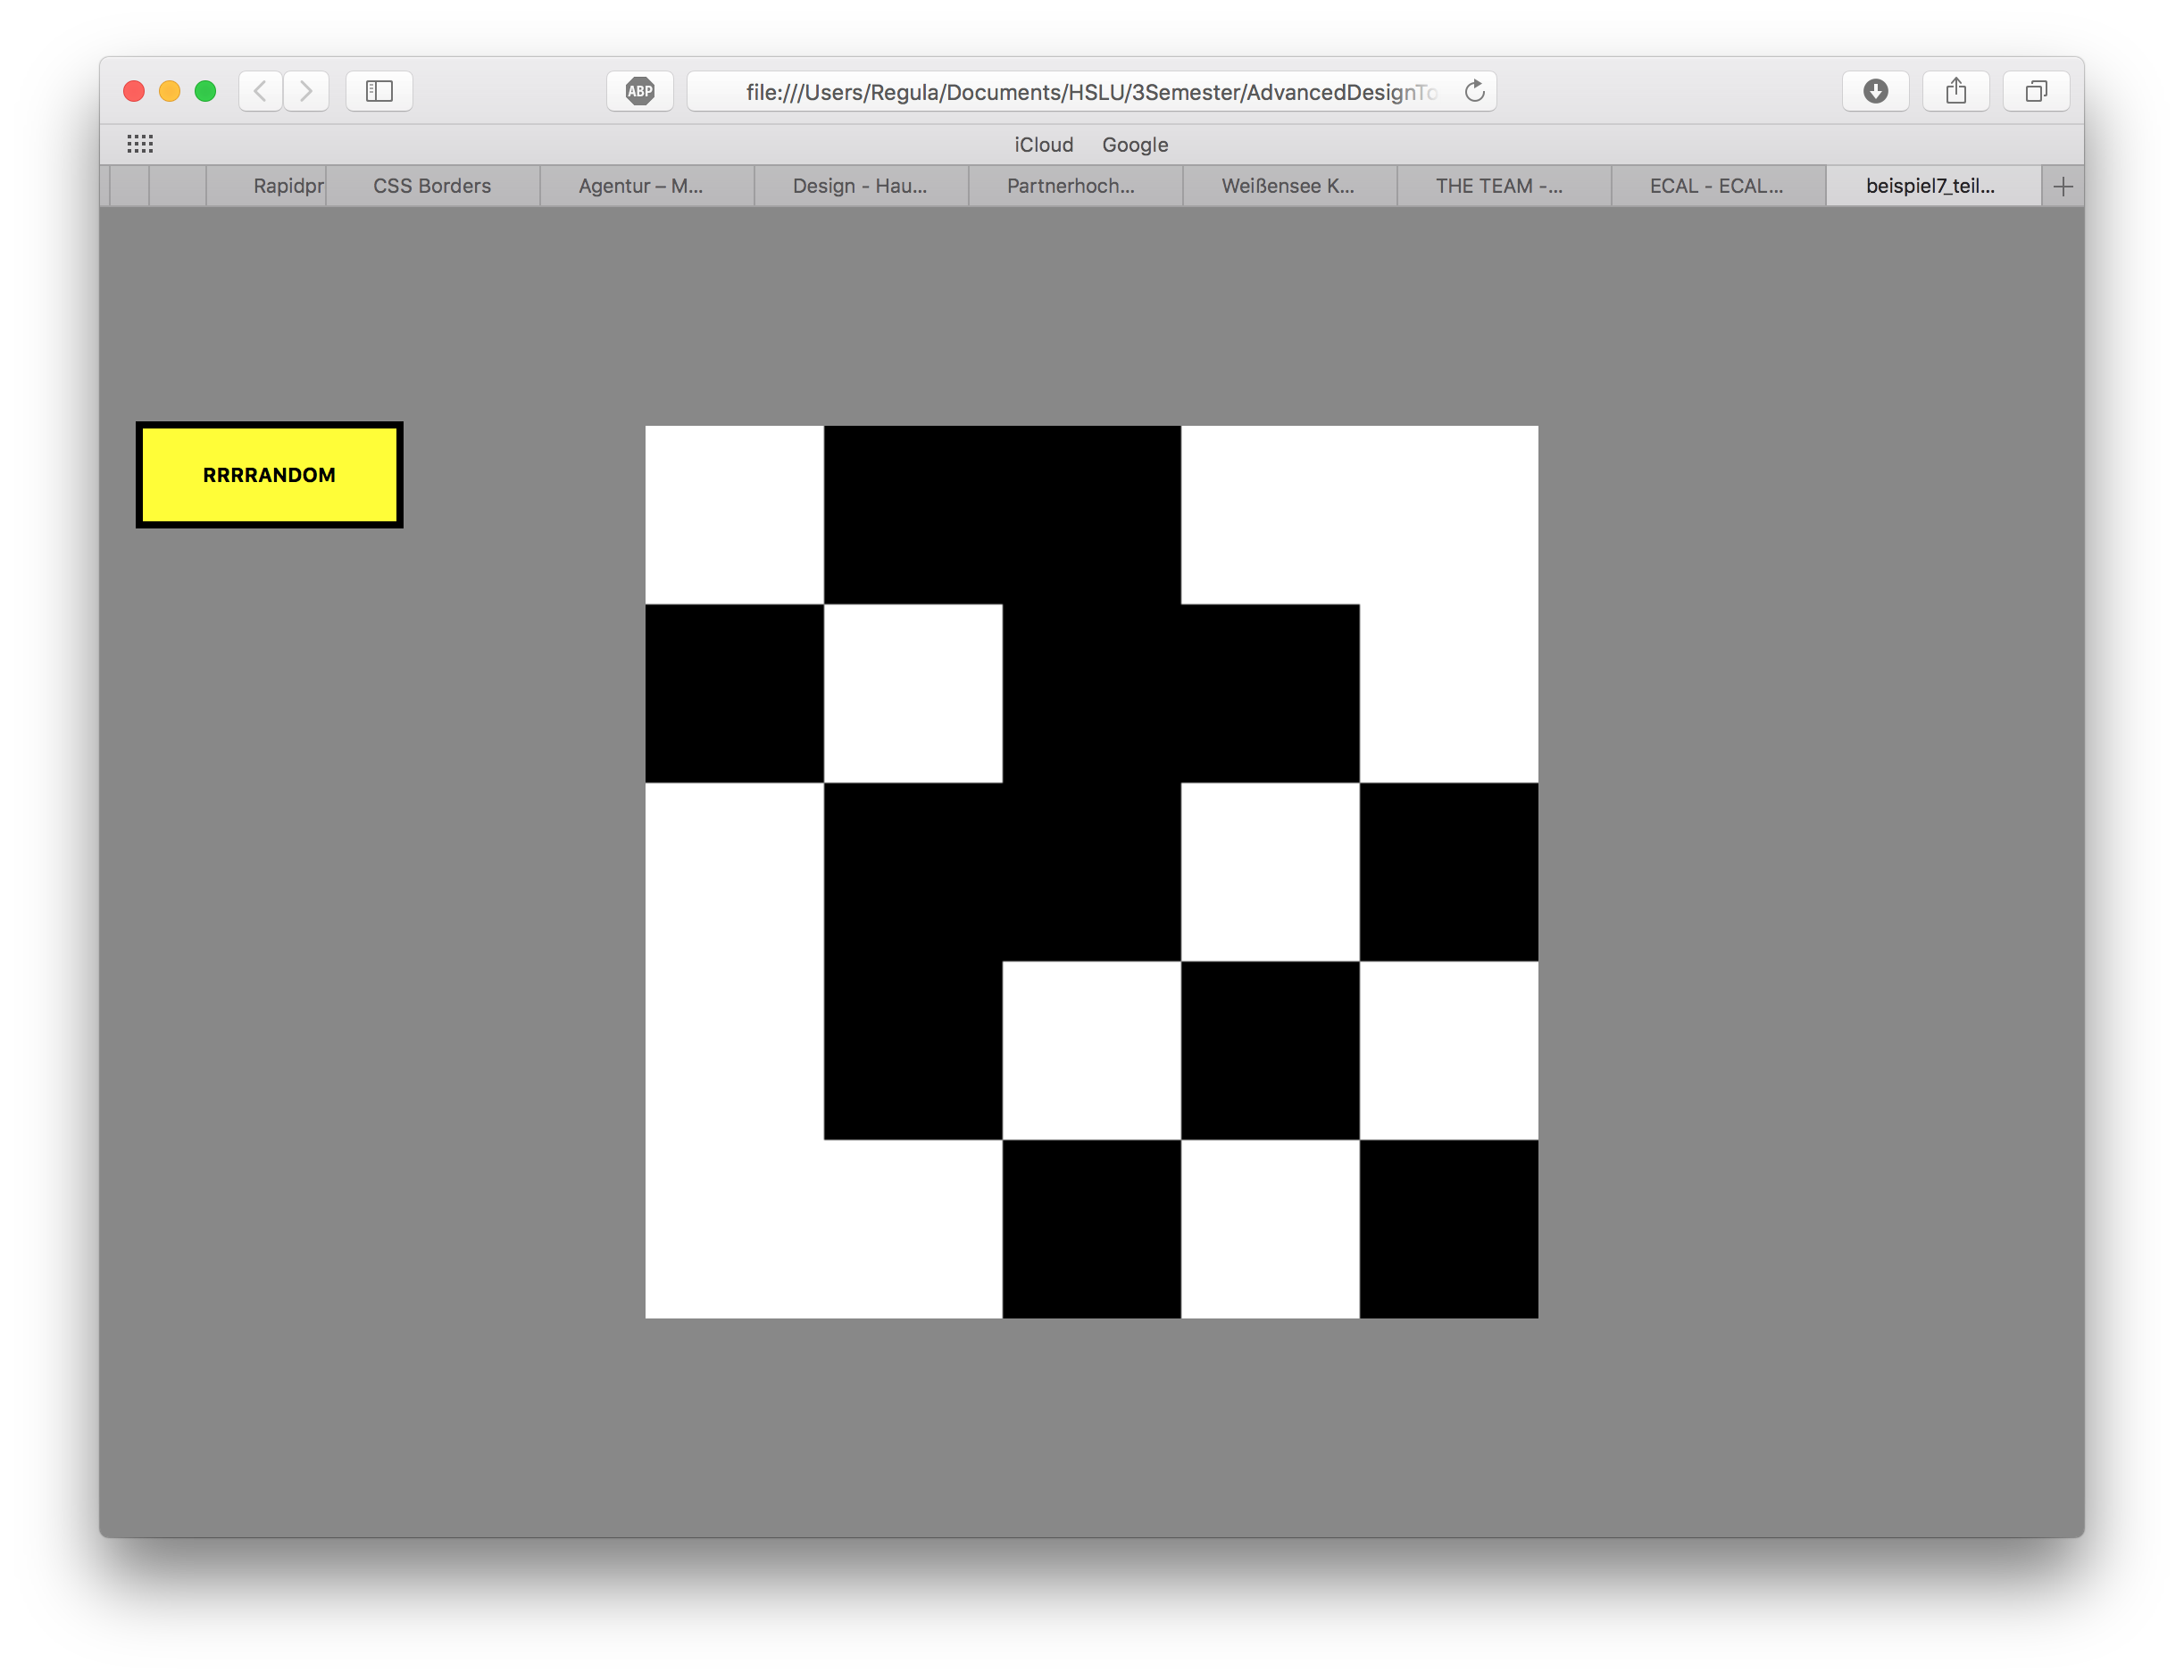 ABP
file:///Users/Regula/Documents/HSLU/3Semester/AdvancedDesignTo
iCloud Google
Rapidpr CSS Borders Agentur – M... Design - Hau... Partnerhoch... Weißensee K... THE TEAM -... ECAL - ECAL... beispiel7_teil...
RRRRANDOM